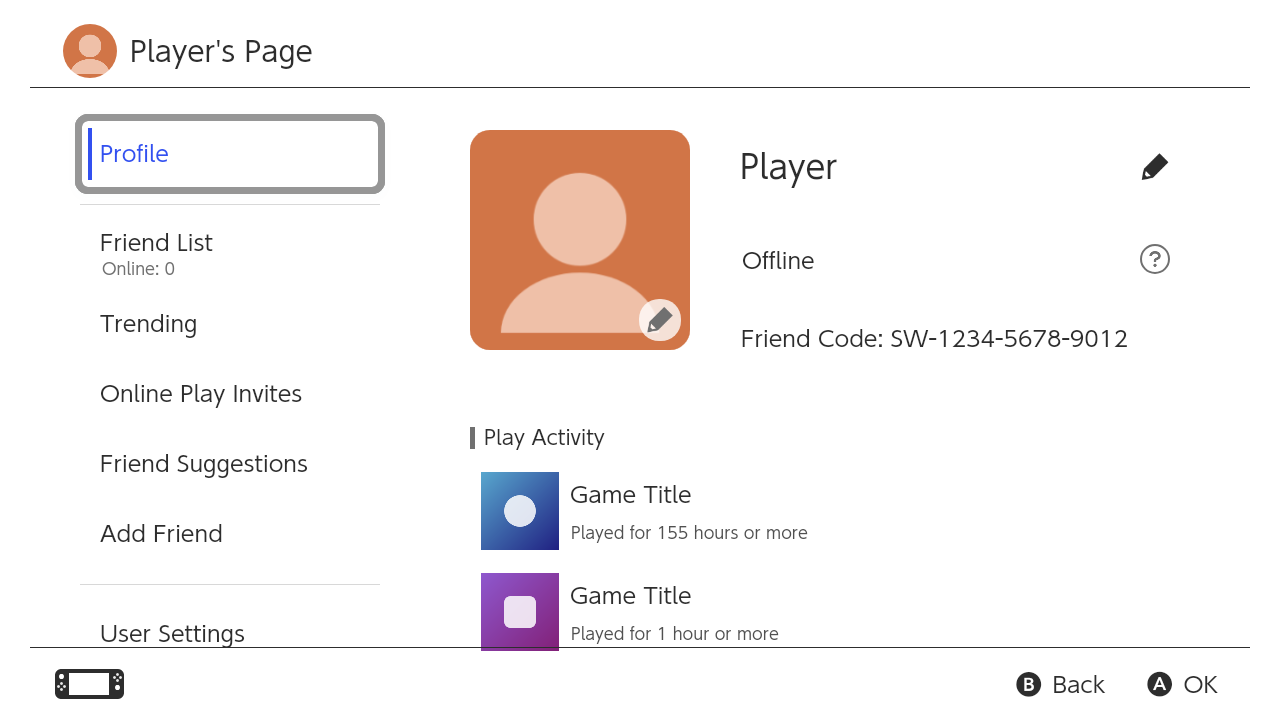 Player's Page
Profile
Friend List
Online: 0
Trending
Online Play Invites
Friend Suggestions
Add Friend
User Settings
Player
Offline
?
Friend Code: SW-1234-5678-9012
Play Activity
Game Title
Played for 155 hours or more
Game Title
Played for 1 hour or more
B Back
A OK